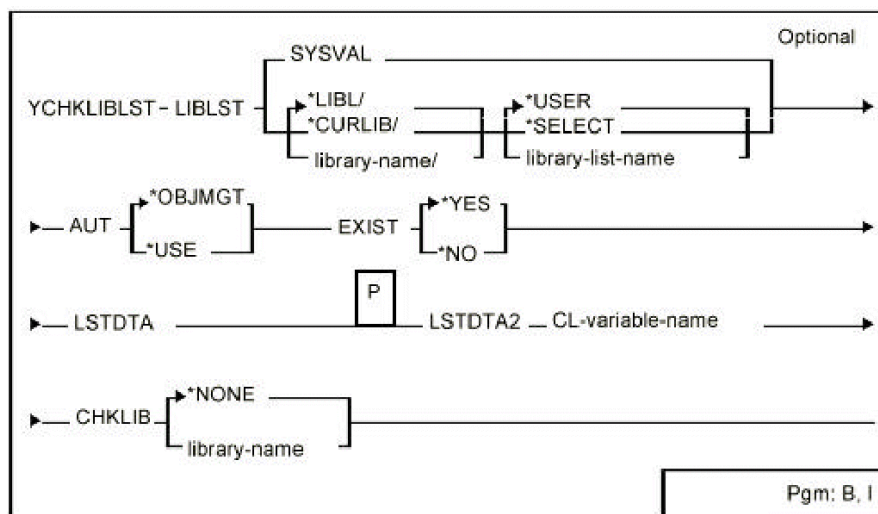 Optional
SYSVAL
YCHKLIBLST - LIBLST
*LIBL/
*CURLIB/
library-name/
*USER
*SELECT
library-list-name
AUT
*OBJMGT
*USE
EXIST
*YES
*NO
LSTDTA
P
LSTDTA2
CL-variable-name
CHKLIB
*NONE
library-name
Pgm: B, I